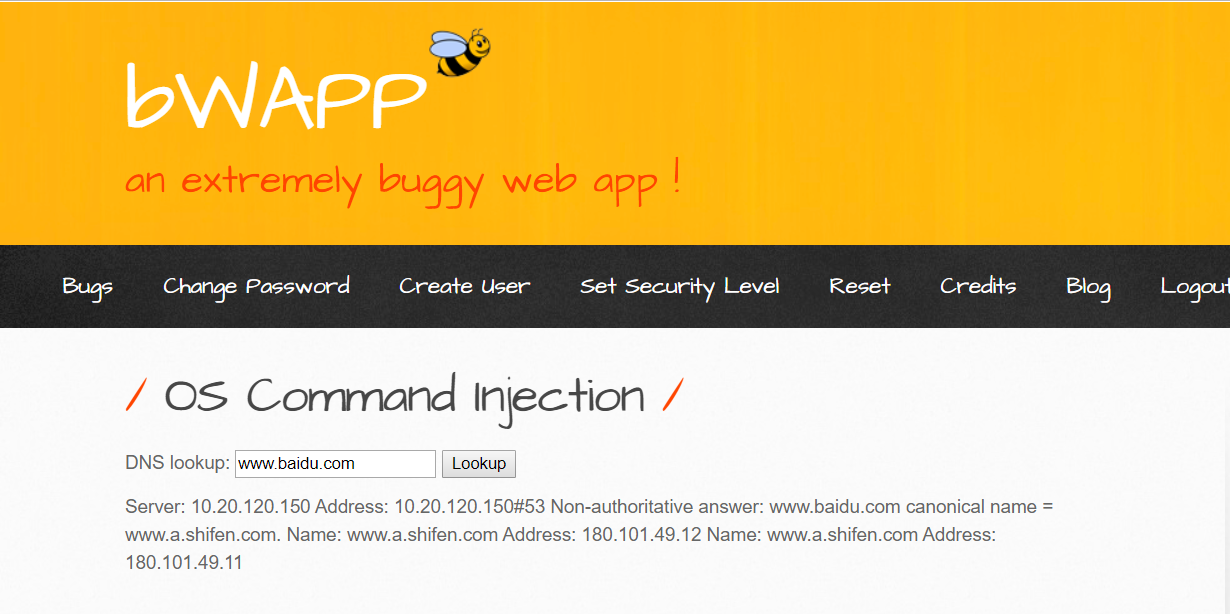 bWAPP
an extremely buggy web app !
Bugs Change Password Create User Set Security Level Reset Credits Blog Logout
/ OS Command Injection /
DNS lookup: www.baidu.com Lookup
Server: 10.20.120.150 Address: 10.20.120.150#53 Non-authoritative answer: www.baidu.com canonical name =
www.a.shifen.com. Name: www.a.shifen.com Address: 180.101.49.12 Name: www.a.shifen.com Address:
180.101.49.11